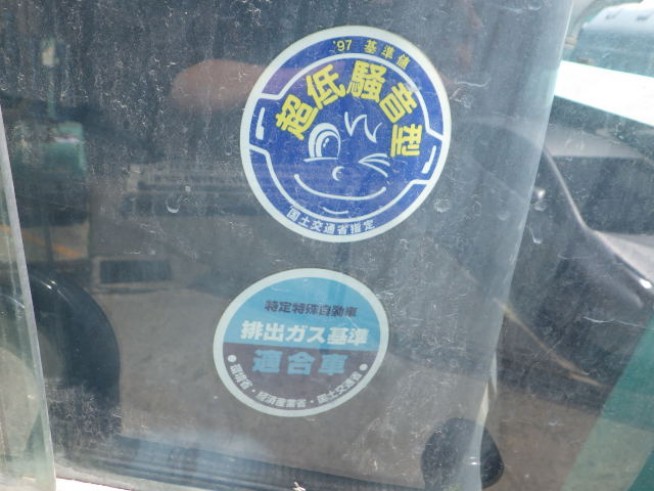 '97 基準値
超低騒音型
国土交通省指定
特定特殊自動車
排出ガス基準
適合車
環境省・経済産業省・国土交通省